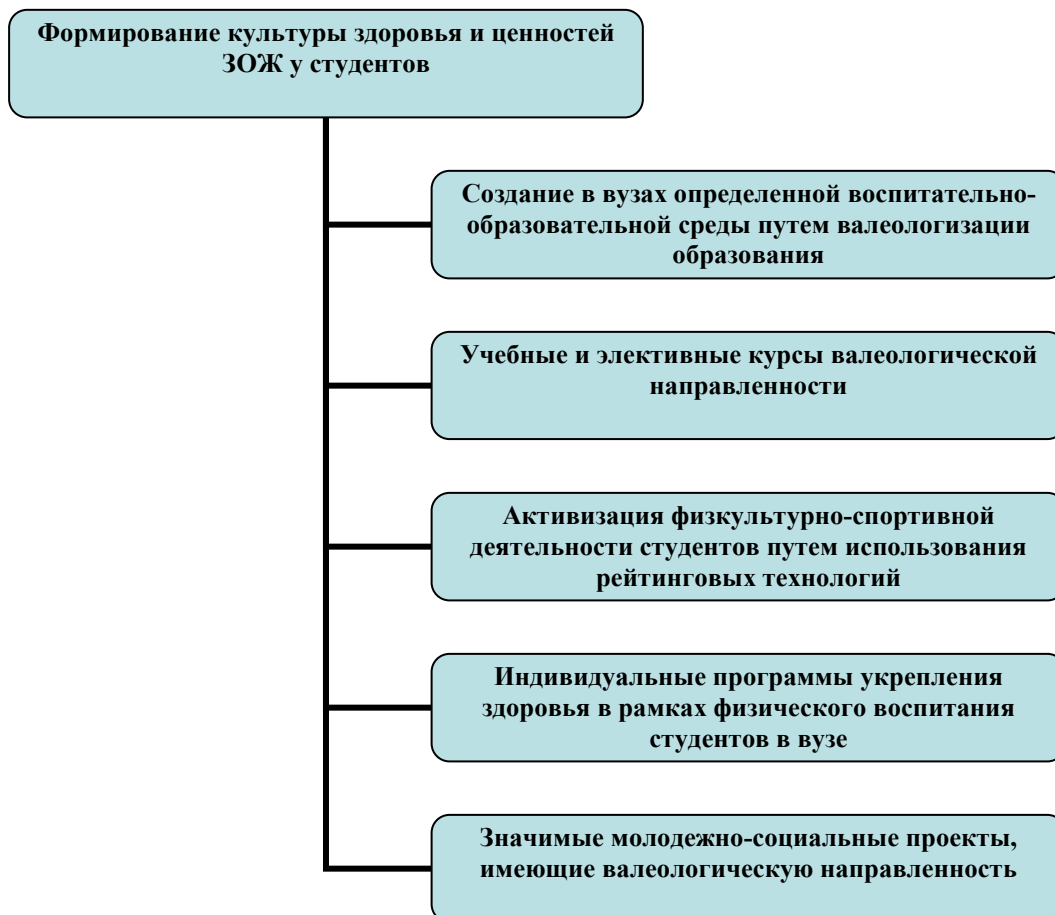 Формирование культуры здоровья и ценностей
ЗОЖ у студентов
Создание в вузах определенной воспитательно-
образовательной среды путем валеологизации
образования
Учебные и элективные курсы валеологической
направленности
Активизация физкультурно-спортивной
деятельности студентов путем использования
рейтинговых технологий
Индивидуальные программы укрепления
здоровья в рамках физического воспитания
студентов в вузе
Значимые молодежно-социальные проекты,
имеющие валеологическую направленность